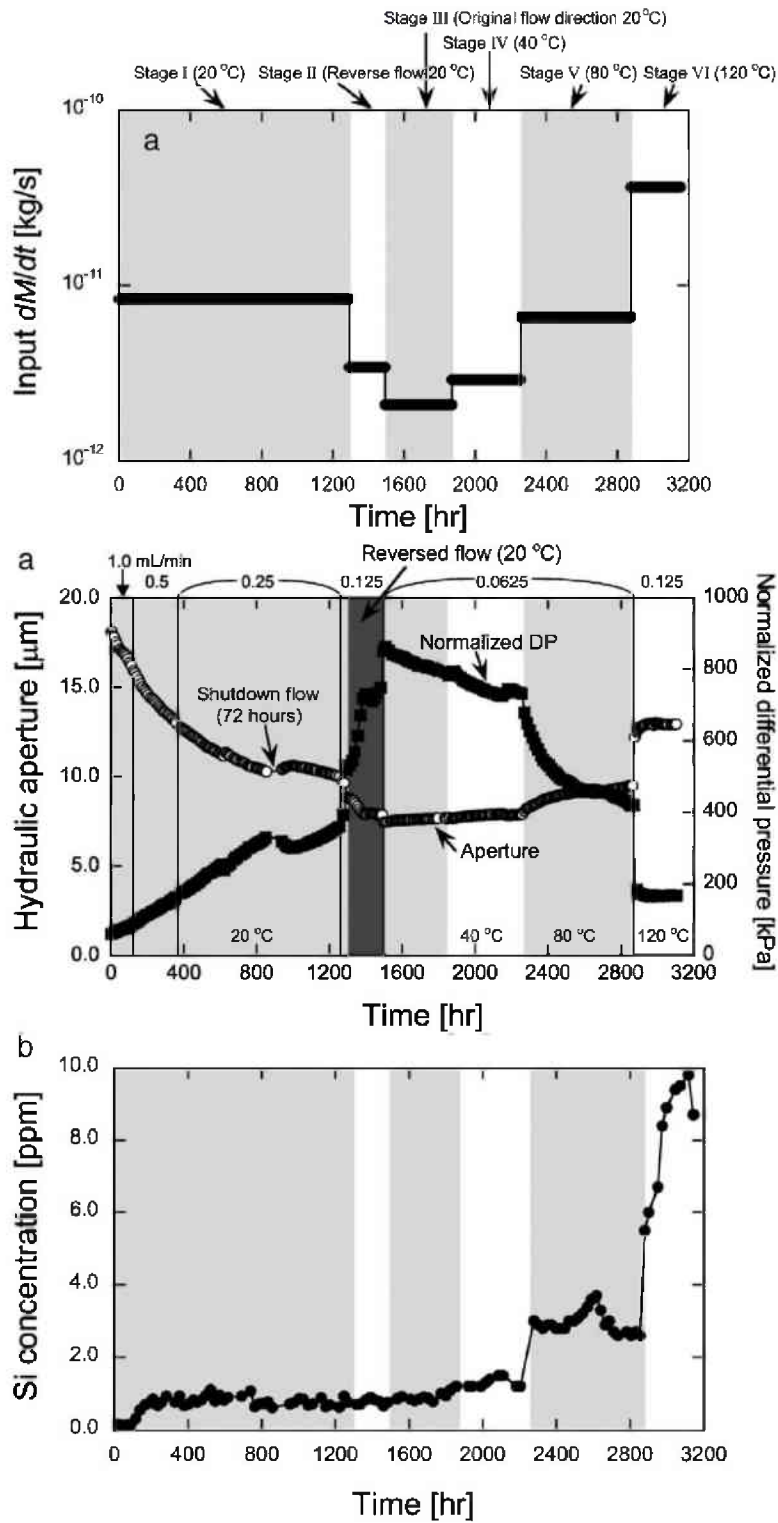 Stage III (Original flow direction 20°C)
Stage IV (40 °C)
Stage I (20 °C)
Stage II (Reverse flow 20°C)
Stage V (80 °C)
Stage VI (120 °C)
10⁻¹⁰
a
Input dM/dt [kg/s]
10⁻¹¹
10⁻¹²
0 400 800 1200 1600 2000 2400 2800 3200
Time [hr]
a
Reversed flow (20 °C)
1.0 mL/min
0.5
0.25
0.125
0.0625
0.125
20.0
15.0
10.0
5.0
0.0
Hydraulic aperture [μm]
1000
800
600
400
200
0
Normalized differential pressure [kPa]
Normalized DP
Shutdown flow
(72 hours)
Aperture
20 °C
40 °C
80 °C
120 °C
0 400 800 1200 1600 2000 2400 2800 3200
Time [hr]
b
10.0
8.0
6.0
4.0
2.0
0.0
Si concentration [ppm]
0 400 800 1200 1600 2000 2400 2800 3200
Time [hr]